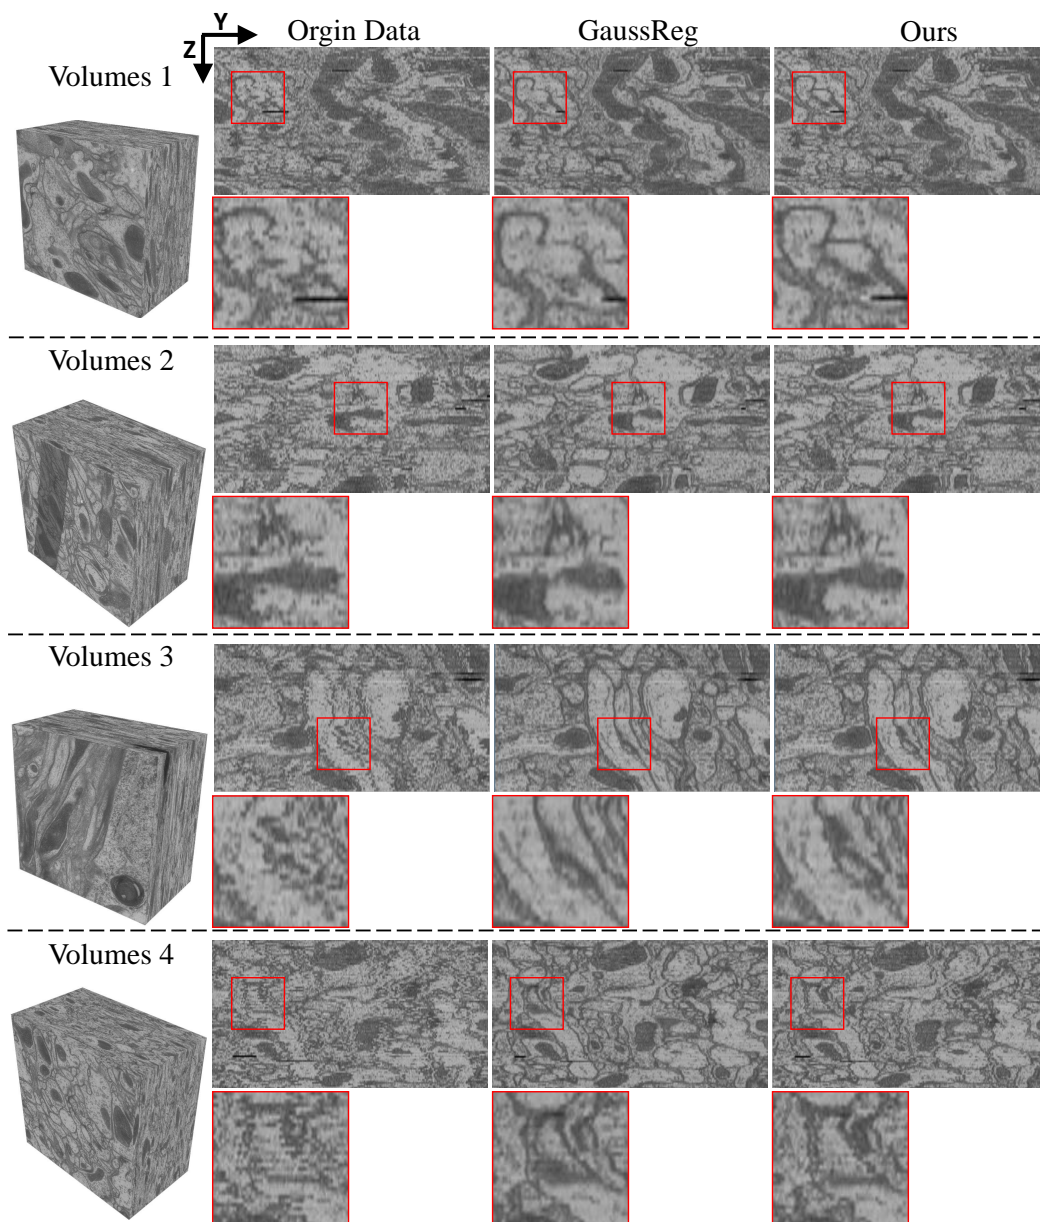 Y
Orgin Data
GaussReg
Ours
Z
Volumes 1
Volumes 2
Volumes 3
Volumes 4